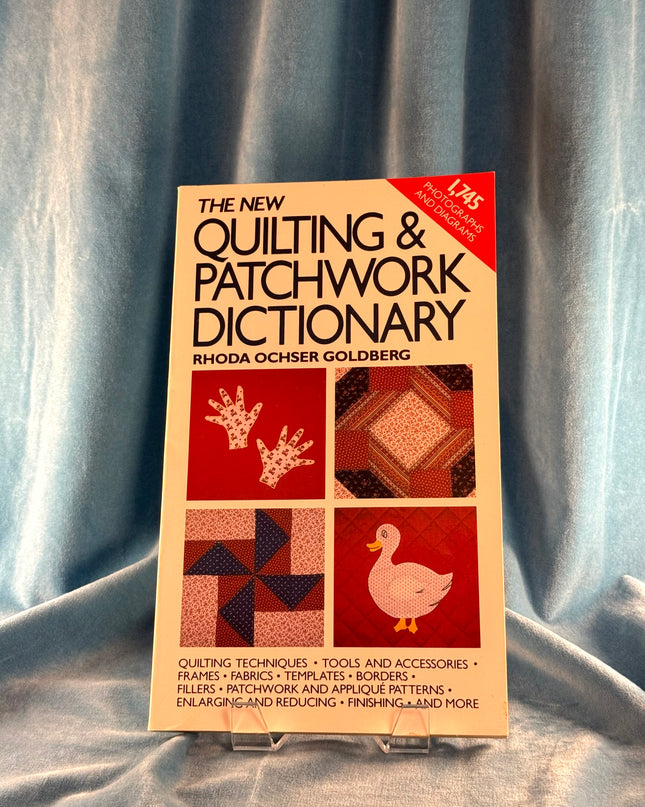 THE NEW
QUILTING &
PATCHWORK
DICTIONARY
RHODA OCHSER GOLDBERG
1,745
PHOTOGRAPHS
AND DIAGRAMS
QUILTING TECHNIQUES • TOOLS AND ACCESSORIES •
FRAMES • FABRICS • TEMPLATES • BORDERS •
FILLERS • PATCHWORK AND APPLIQUÉ PATTERNS •
ENLARGING AND REDUCING • FINISHING • AND MORE